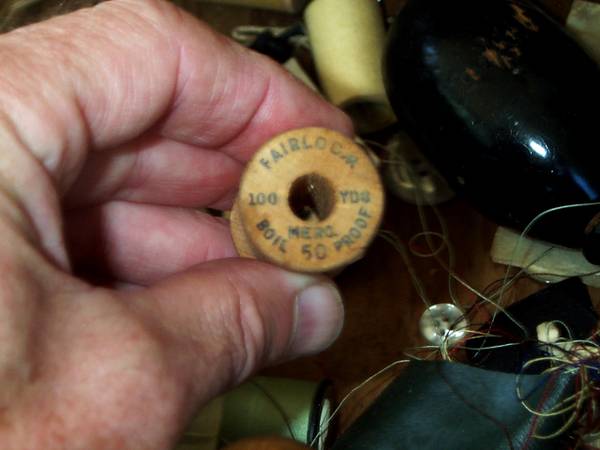 FAIRLOCK
100 YDS
MERC.
50
BOIL PROOF